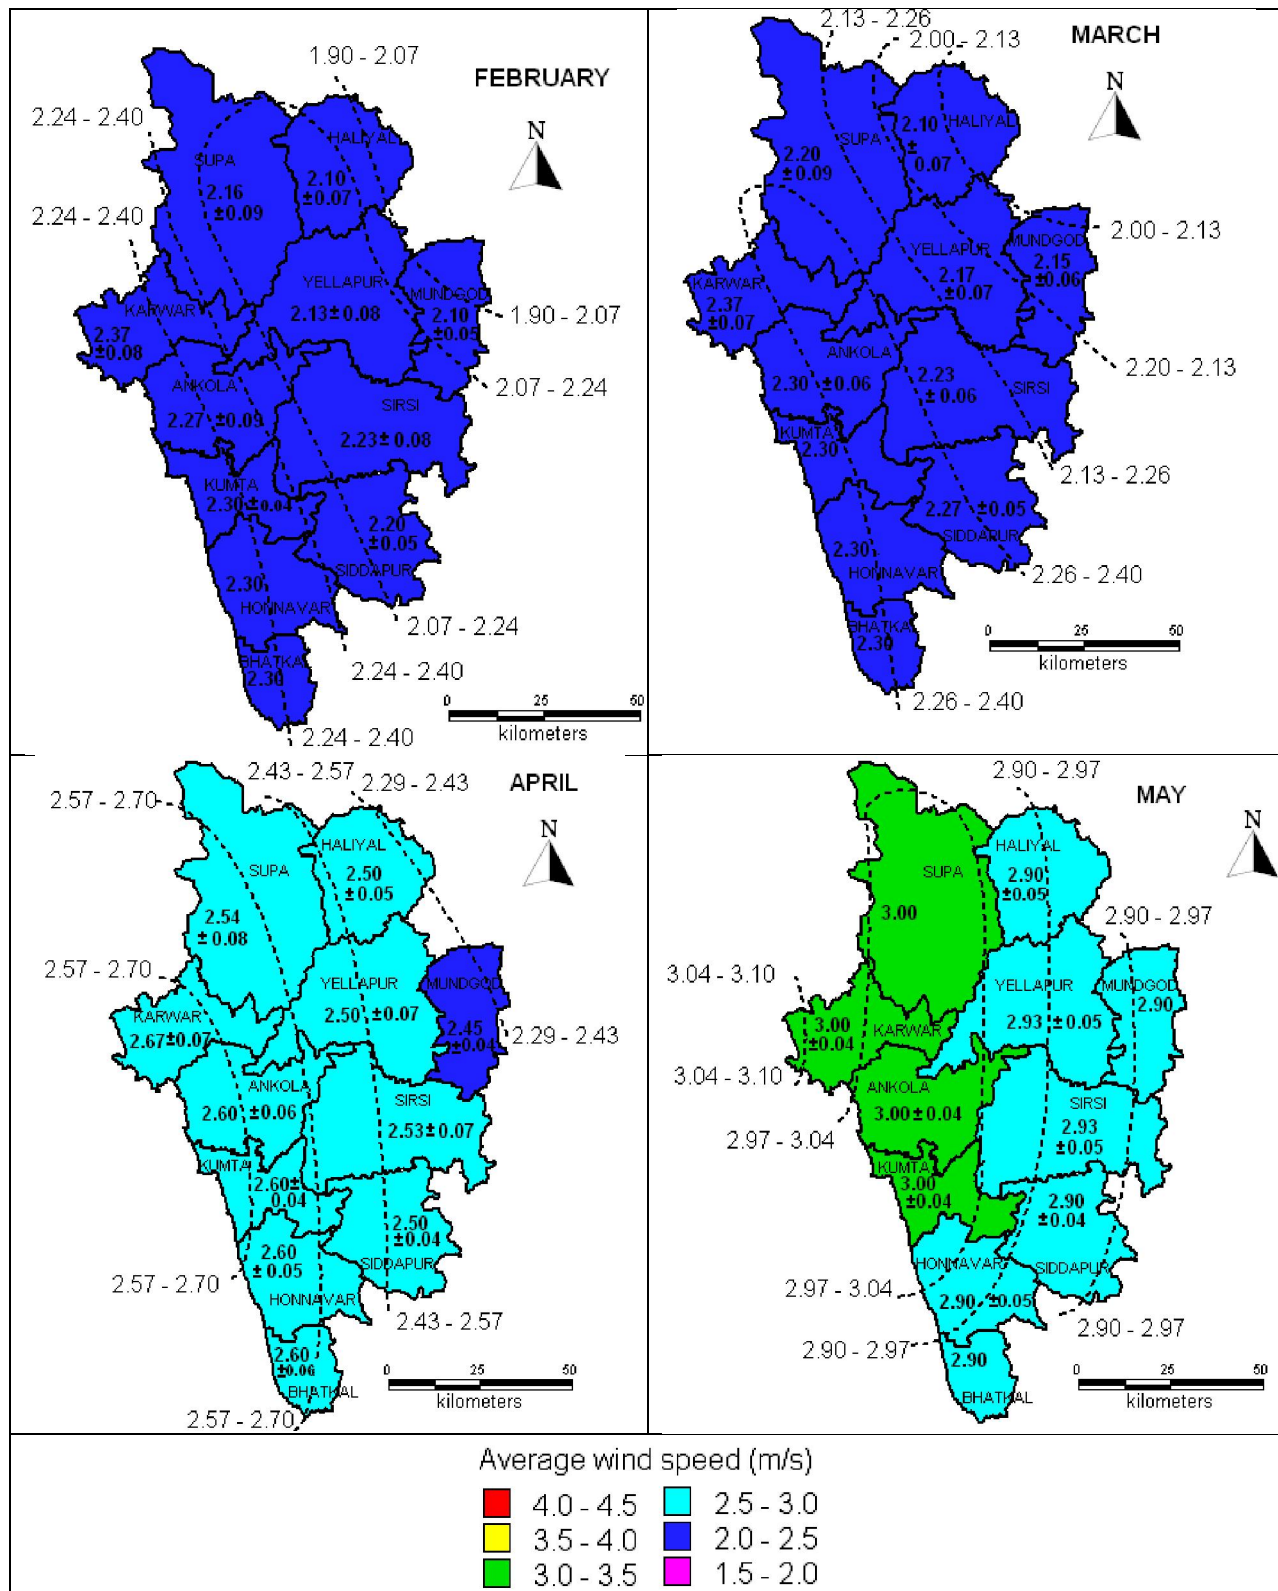 FEBRUARY
1.90 - 2.07
2.24 - 2.40
2.24 - 2.40
N
SUPA
2.16
±0.09
HALIYAL
2.10
±0.07
YELLAPUR
2.13± 0.08
MUNDGOD
2.10
±0.05
1.90 - 2.07
2.07 - 2.24
KARWAR
2.37
±0.08
ANKOLA
2.27 ±0.09
SIRSI
2.23± 0.08
KUMTA
2.30±0.04
2.20
±0.05
SIDDAPUR
2.30
HONNAVAR
BHATKAL
2.30
2.07 - 2.24
2.24 - 2.40
2.24 - 2.40
0 25 50
kilometers
MARCH
2.13 - 2.26
2.00 - 2.13
N
SUPA
2.20
±0.09
HALIYAL
2.10
±
0.07
YELLAPUR
2.17
±0.07
MUNDGOD
2.15
±0.06
2.00 - 2.13
2.20 - 2.13
KARWAR
2.37
±0.07
ANKOLA
2.30 ±0.06
2.23
±0.06
SIRSI
2.13 - 2.26
KUMTA
2.30
2.27 ±0.05
SIDDAPUR
2.30
HONNAVAR
BHATKAL
2.30
2.26 - 2.40
2.26 - 2.40
0 25 50
kilometers
APRIL
2.43 - 2.57
2.29 - 2.43
2.57 - 2.70
2.57 - 2.70
N
SUPA
2.54
± 0.08
HALIYAL
2.50
± 0.05
YELLAPUR
2.50 ±0.07
MUNDGOD
2.45
±0.04
2.29 - 2.43
KARWAR
2.67±0.07
ANKOLA
2.60 ±0.06
SIRSI
2.53± 0.07
KUMTA
2.60±
0.04
2.50
±0.04
SIDDAPUR
2.60
± 0.05
HONNAVAR
2.60
±0.06
BHATKAL
2.57 - 2.70
2.43 - 2.57
2.57 - 2.70
0 25 50
kilometers
MAY
2.90 - 2.97
2.90 - 2.97
N
SUPA
3.00
HALIYAL
2.90
±0.05
YELLAPUR
2.93 ±0.05
MUNDGOD
2.90
3.04 - 3.10
3.04 - 3.10
2.97 - 3.04
3.00
±0.04
KARWAR
ANKOLA
3.00±0.04
SIRSI
2.93
±0.05
KUMTA
3.00
±0.04
2.90
±0.04
SIDDAPUR
HONNAVAR
2.90 ±0.05
2.90
BHATKAL
2.97 - 3.04
2.90 - 2.97
2.90 - 2.97
0 25 50
kilometers
Average wind speed (m/s)
4.0 - 4.5 2.5 - 3.0
3.5 - 4.0 2.0 - 2.5
3.0 - 3.5 1.5 - 2.0